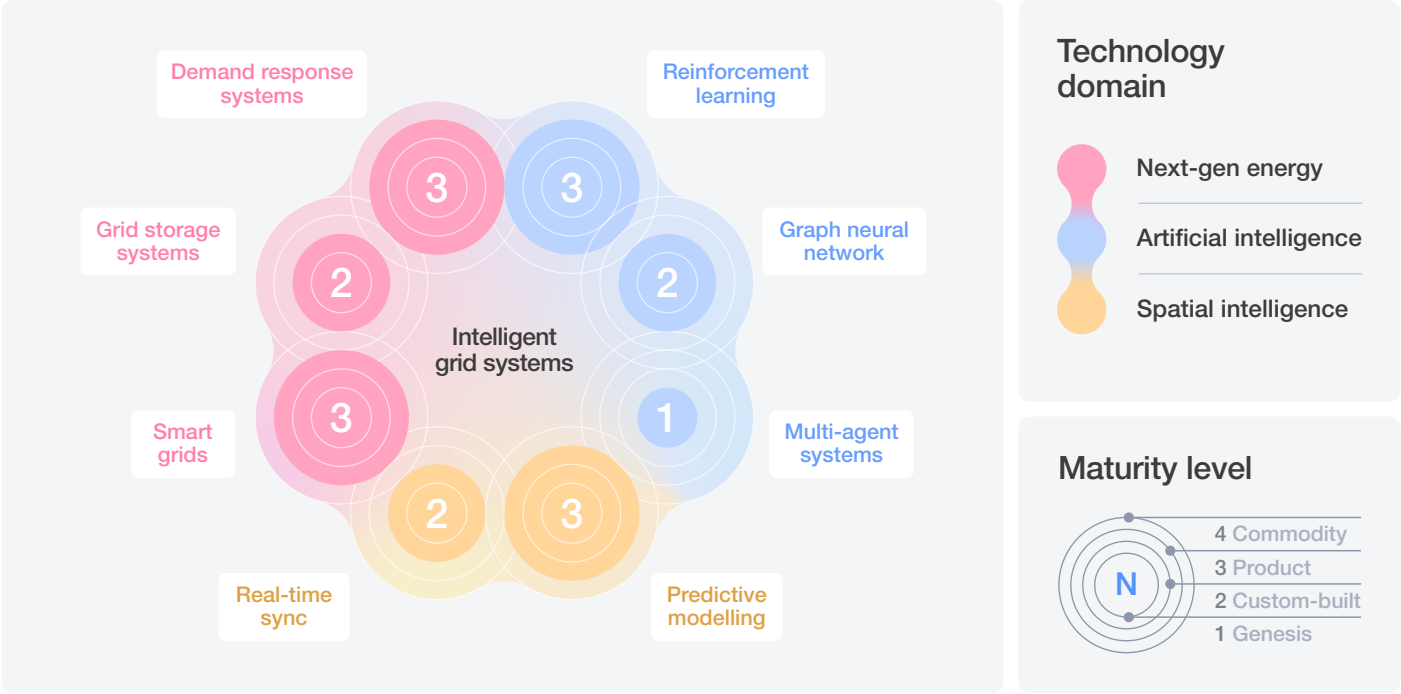 Demand response
systems
Reinforcement
learning
3
3
Grid storage
systems
Graph neural
network
2
2
Intelligent
grid systems
3
1
Smart
grids
Multi-agent
systems
2
3
Real-time
sync
Predictive
modelling
Technology
domain
Next-gen energy
Artificial intelligence
Spatial intelligence
Maturity level
N
4 Commodity
3 Product
2 Custom-built
1 Genesis